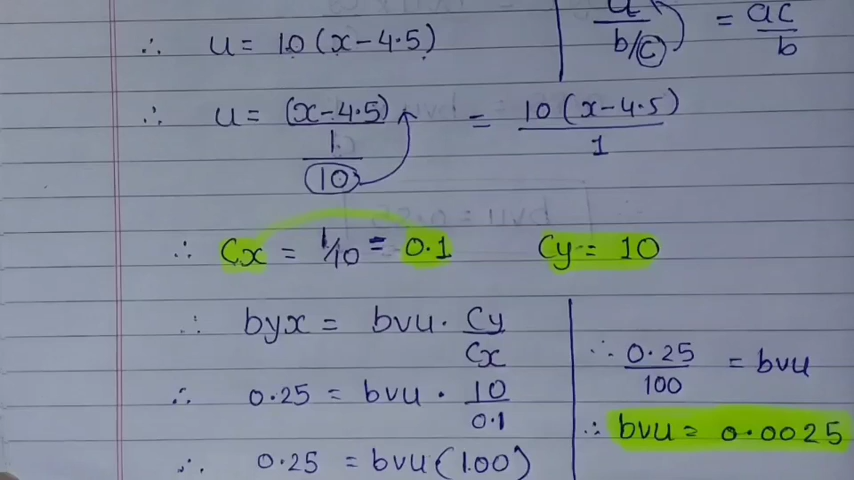 ∴ u = 10(x-4.5)
a/(b/c) = ac/b
∴ u = (x-4.5)/(1/10) = 10(x-4.5)/1
∴ Cx = 1/10 = 0.1 Cy = 10
∴ byx = bvu · Cy/Cx
∴ 0.25 = bvu · 10/0.1
∴ 0.25 = bvu(100)
∴ 0.25/100 = bvu
∴ bvu = 0.0025